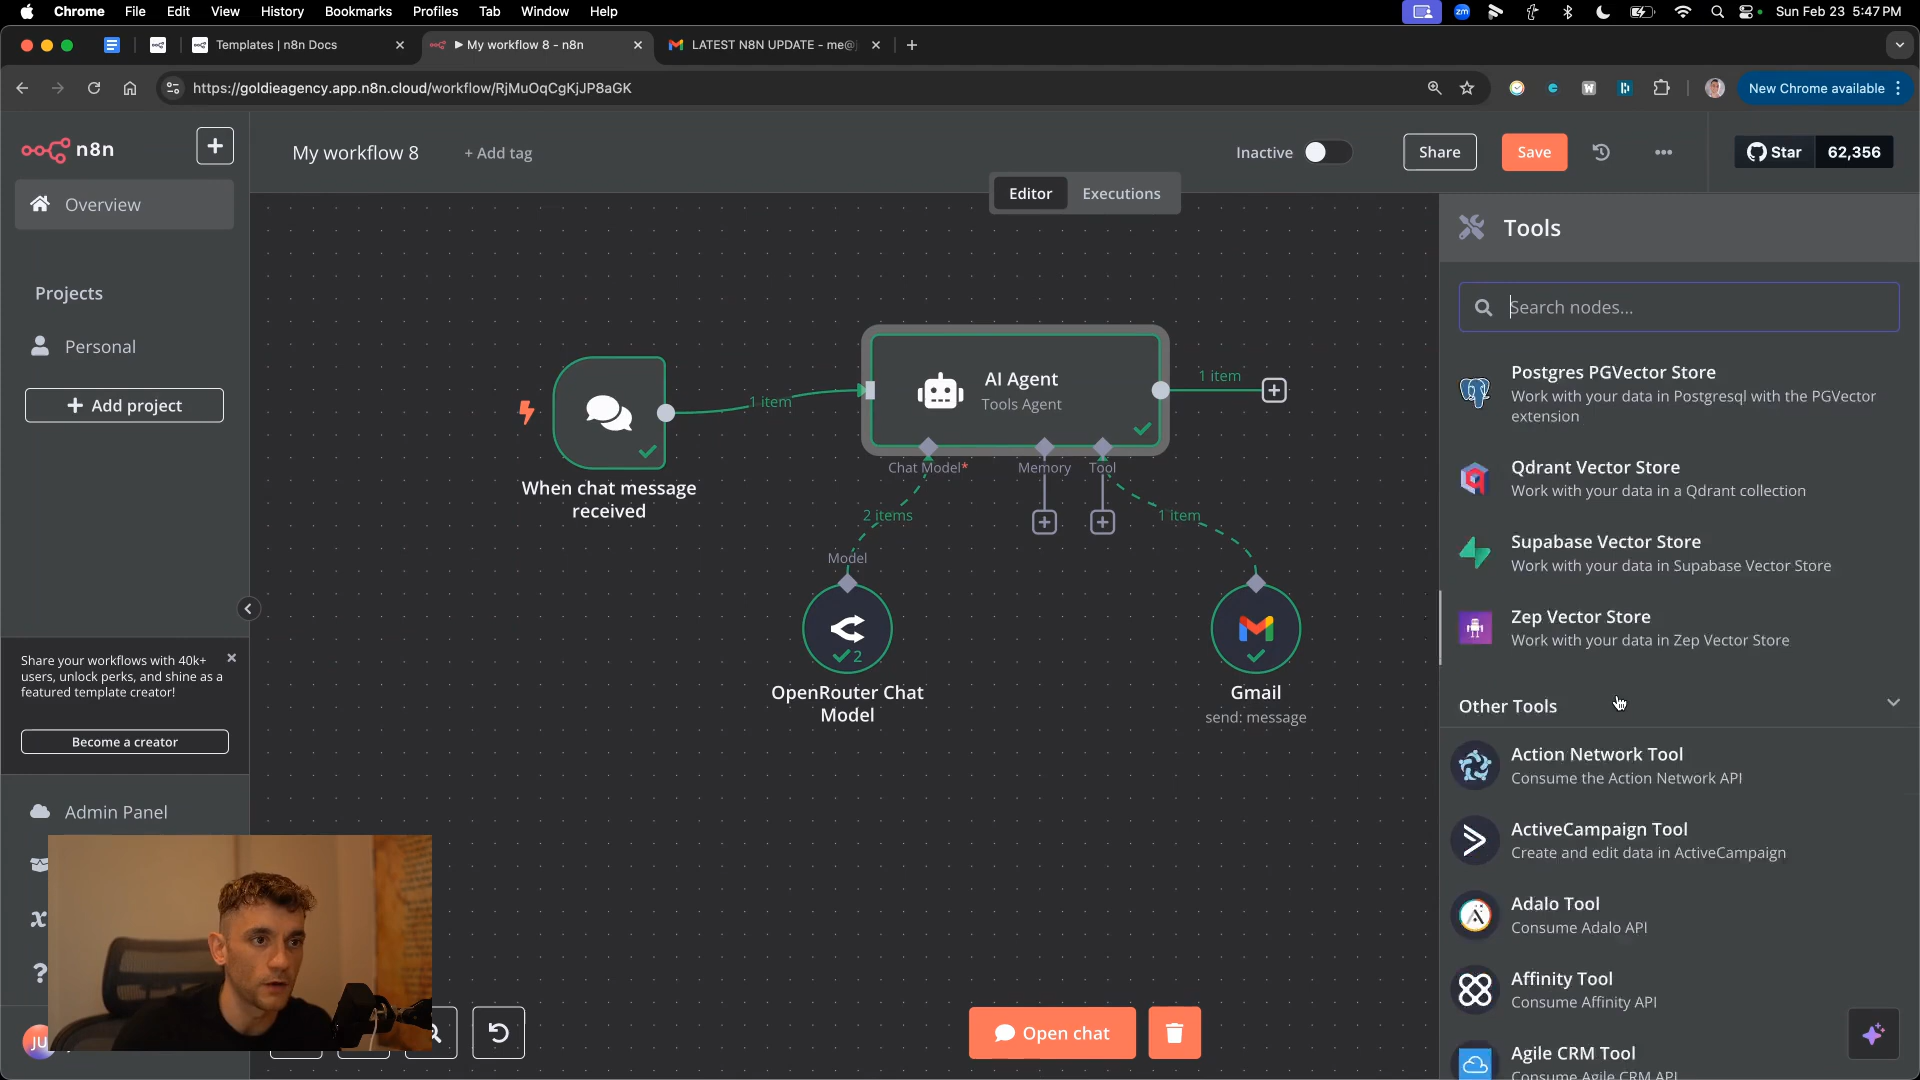 Chrome File Edit View History Bookmarks Profiles Tab Window Help
zm
Sun Feb 23 5:47 PM
Templates | n8n Docs
My workflow 8 - n8n
LATEST N8N UPDATE - me@j
https://goldieagency.app.n8n.cloud/workflow/RjMuOqCgKjJP8aGK
New Chrome available
n8n
My workflow 8
+ Add tag
Inactive
Share
Save
Star 62,356
Editor Executions
Overview
Projects
Personal
+ Add project
Share your workflows with 40k+
users, unlock perks, and shine as a
featured template creator!
Become a creator
Admin Panel
JU
When chat message
received
1 item
AI Agent
Tools Agent
1 item
Chat Model*
Memory
Tool
2 items
1 item
Model
2
OpenRouter Chat
Model
Gmail
send: message
Open chat
Tools
Search nodes...
Postgres PGVector Store
Work with your data in Postgresql with the PGVector
extension
Qdrant Vector Store
Work with your data in a Qdrant collection
Supabase Vector Store
Work with your data in Supabase Vector Store
Zep Vector Store
Work with your data in Zep Vector Store
Other Tools
Action Network Tool
Consume the Action Network API
ActiveCampaign Tool
Create and edit data in ActiveCampaign
Adalo Tool
Consume Adalo API
Affinity Tool
Consume Affinity API
Agile CRM Tool
Consume Agile CRM API